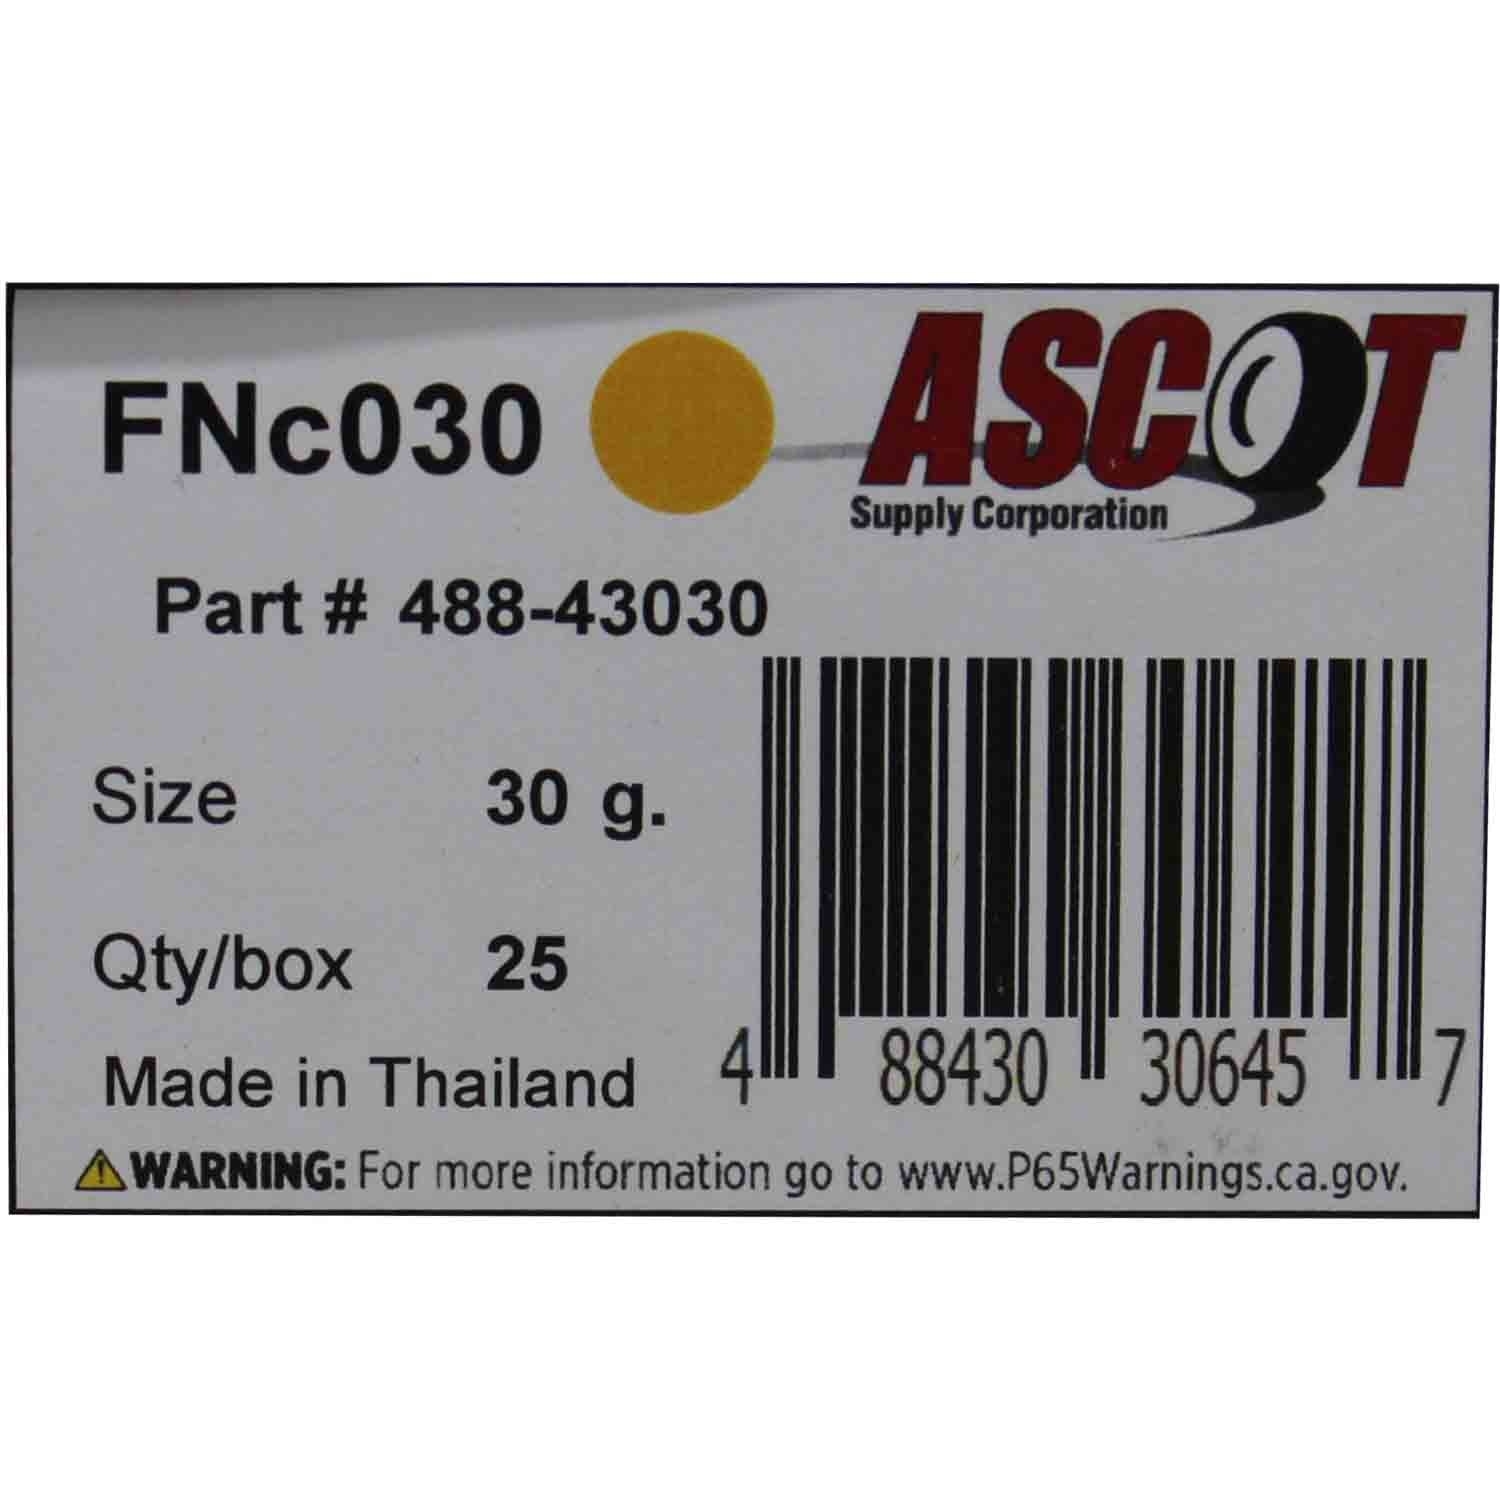 FNc030
ASCOT
Supply Corporation
Part # 488-43030
Size 30 g.
Qty/box 25
Made in Thailand
4 88430 30645 7
WARNING: For more information go to www.P65Warnings.ca.gov.